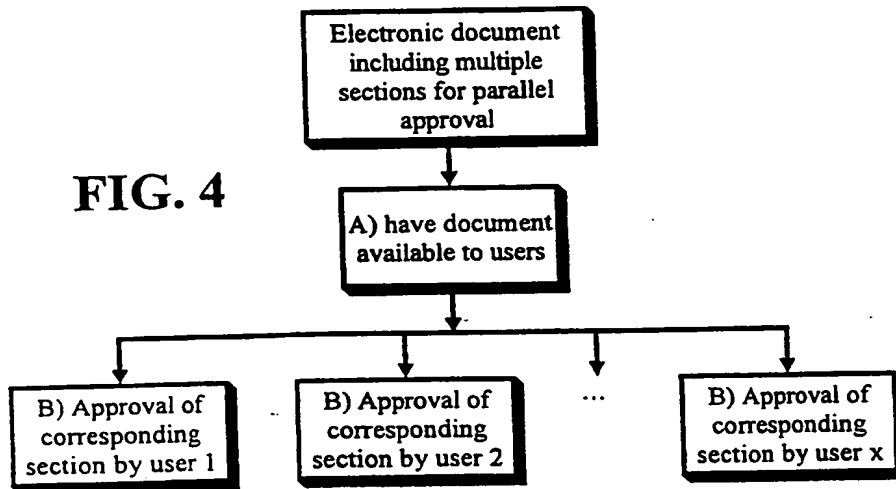 Electronic document
including multiple
sections for parallel
approval
FIG. 4
A) have document
available to users
B) Approval of
corresponding
section by user 1
B) Approval of
corresponding
section by user 2
...
B) Approval of
corresponding
section by user x